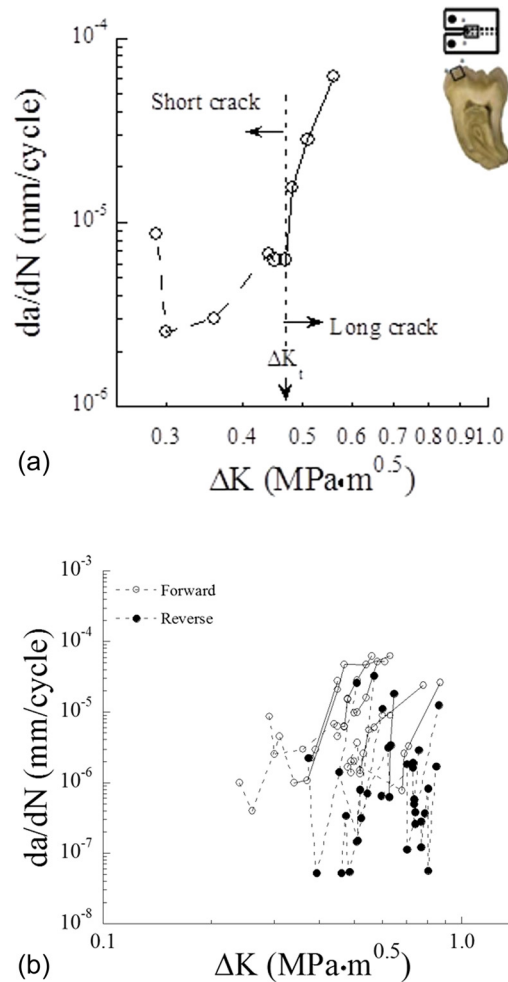 10^-4
Short crack
da/dN (mm/cycle)
10^-5
Long crack
ΔK_t
10^-6
0.3 0.4 0.5 0.6 0.7 0.8 0.91.0
(a)
ΔK (MPa•m^0.5)
10^-3
Forward
Reverse
10^-4
da/dN (mm/cycle)
10^-5
10^-6
10^-7
10^-8
0.1 0.5 1.0
(b)
ΔK (MPa·m^0.5)